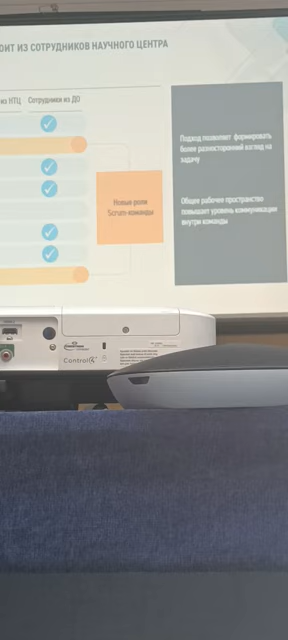 ОИТ ИЗ СОТРУДНИКОВ НАУЧНОГО ЦЕНТРА
из НТЦ Сотрудники из ДО
Новые роли
Scrum-команды
Подход позволяет формировать
более разносторонний взгляд на
задачу
Общее рабочее пространство
повышает уровень коммуникации
внутри команды
Control4